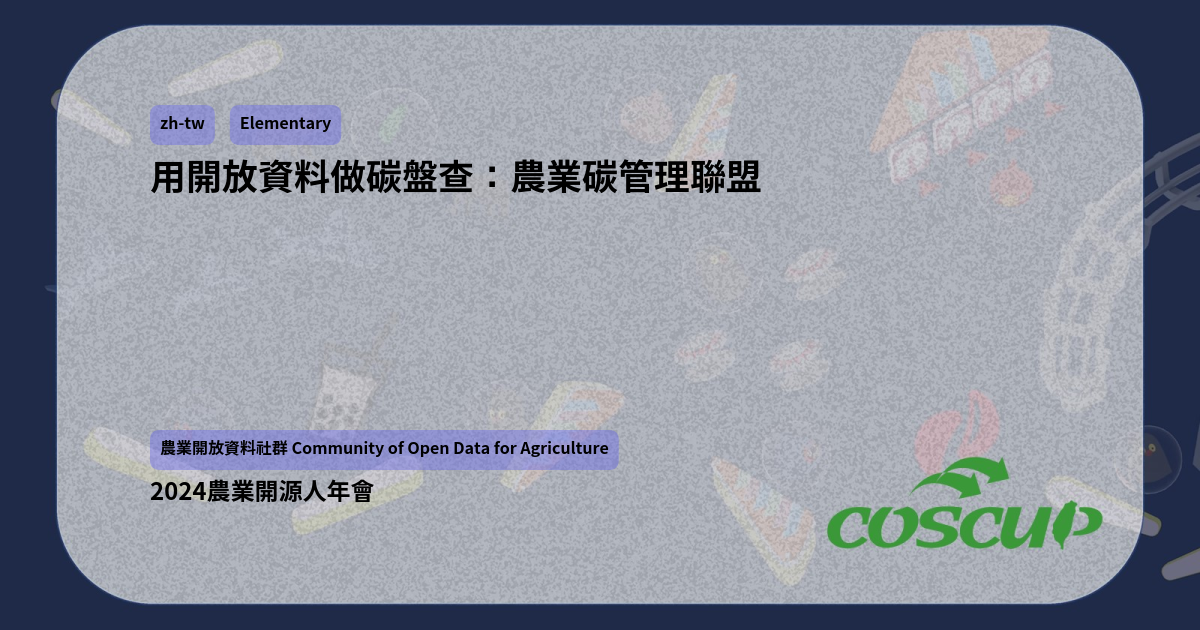 zh-tw Elementary
用開放資料做碳盤查：農業碳管理聯盟
農業開放資料社群 Community of Open Data for Agriculture
2024農業開源人年會
COSCUP